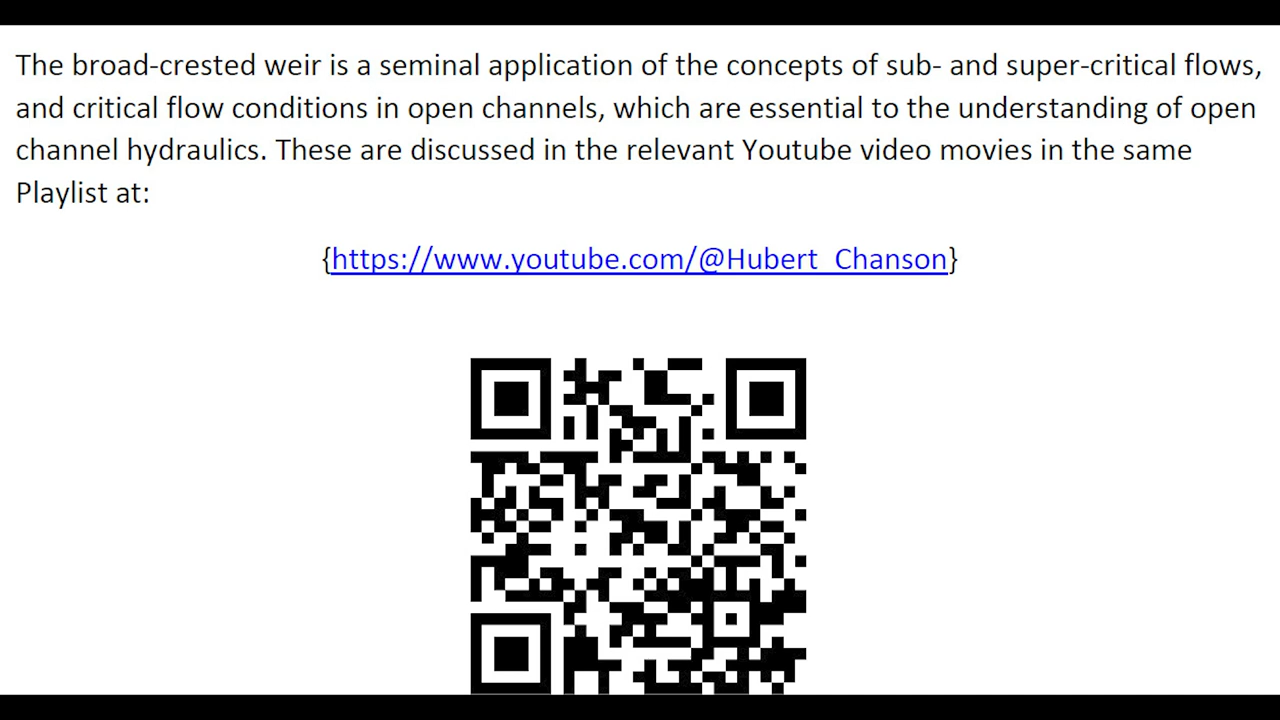 The broad-crested weir is a seminal application of the concepts of sub- and super-critical flows,
and critical flow conditions in open channels, which are essential to the understanding of open
channel hydraulics. These are discussed in the relevant Youtube video movies in the same
Playlist at:
{https://www.youtube.com/@Hubert_Chanson}